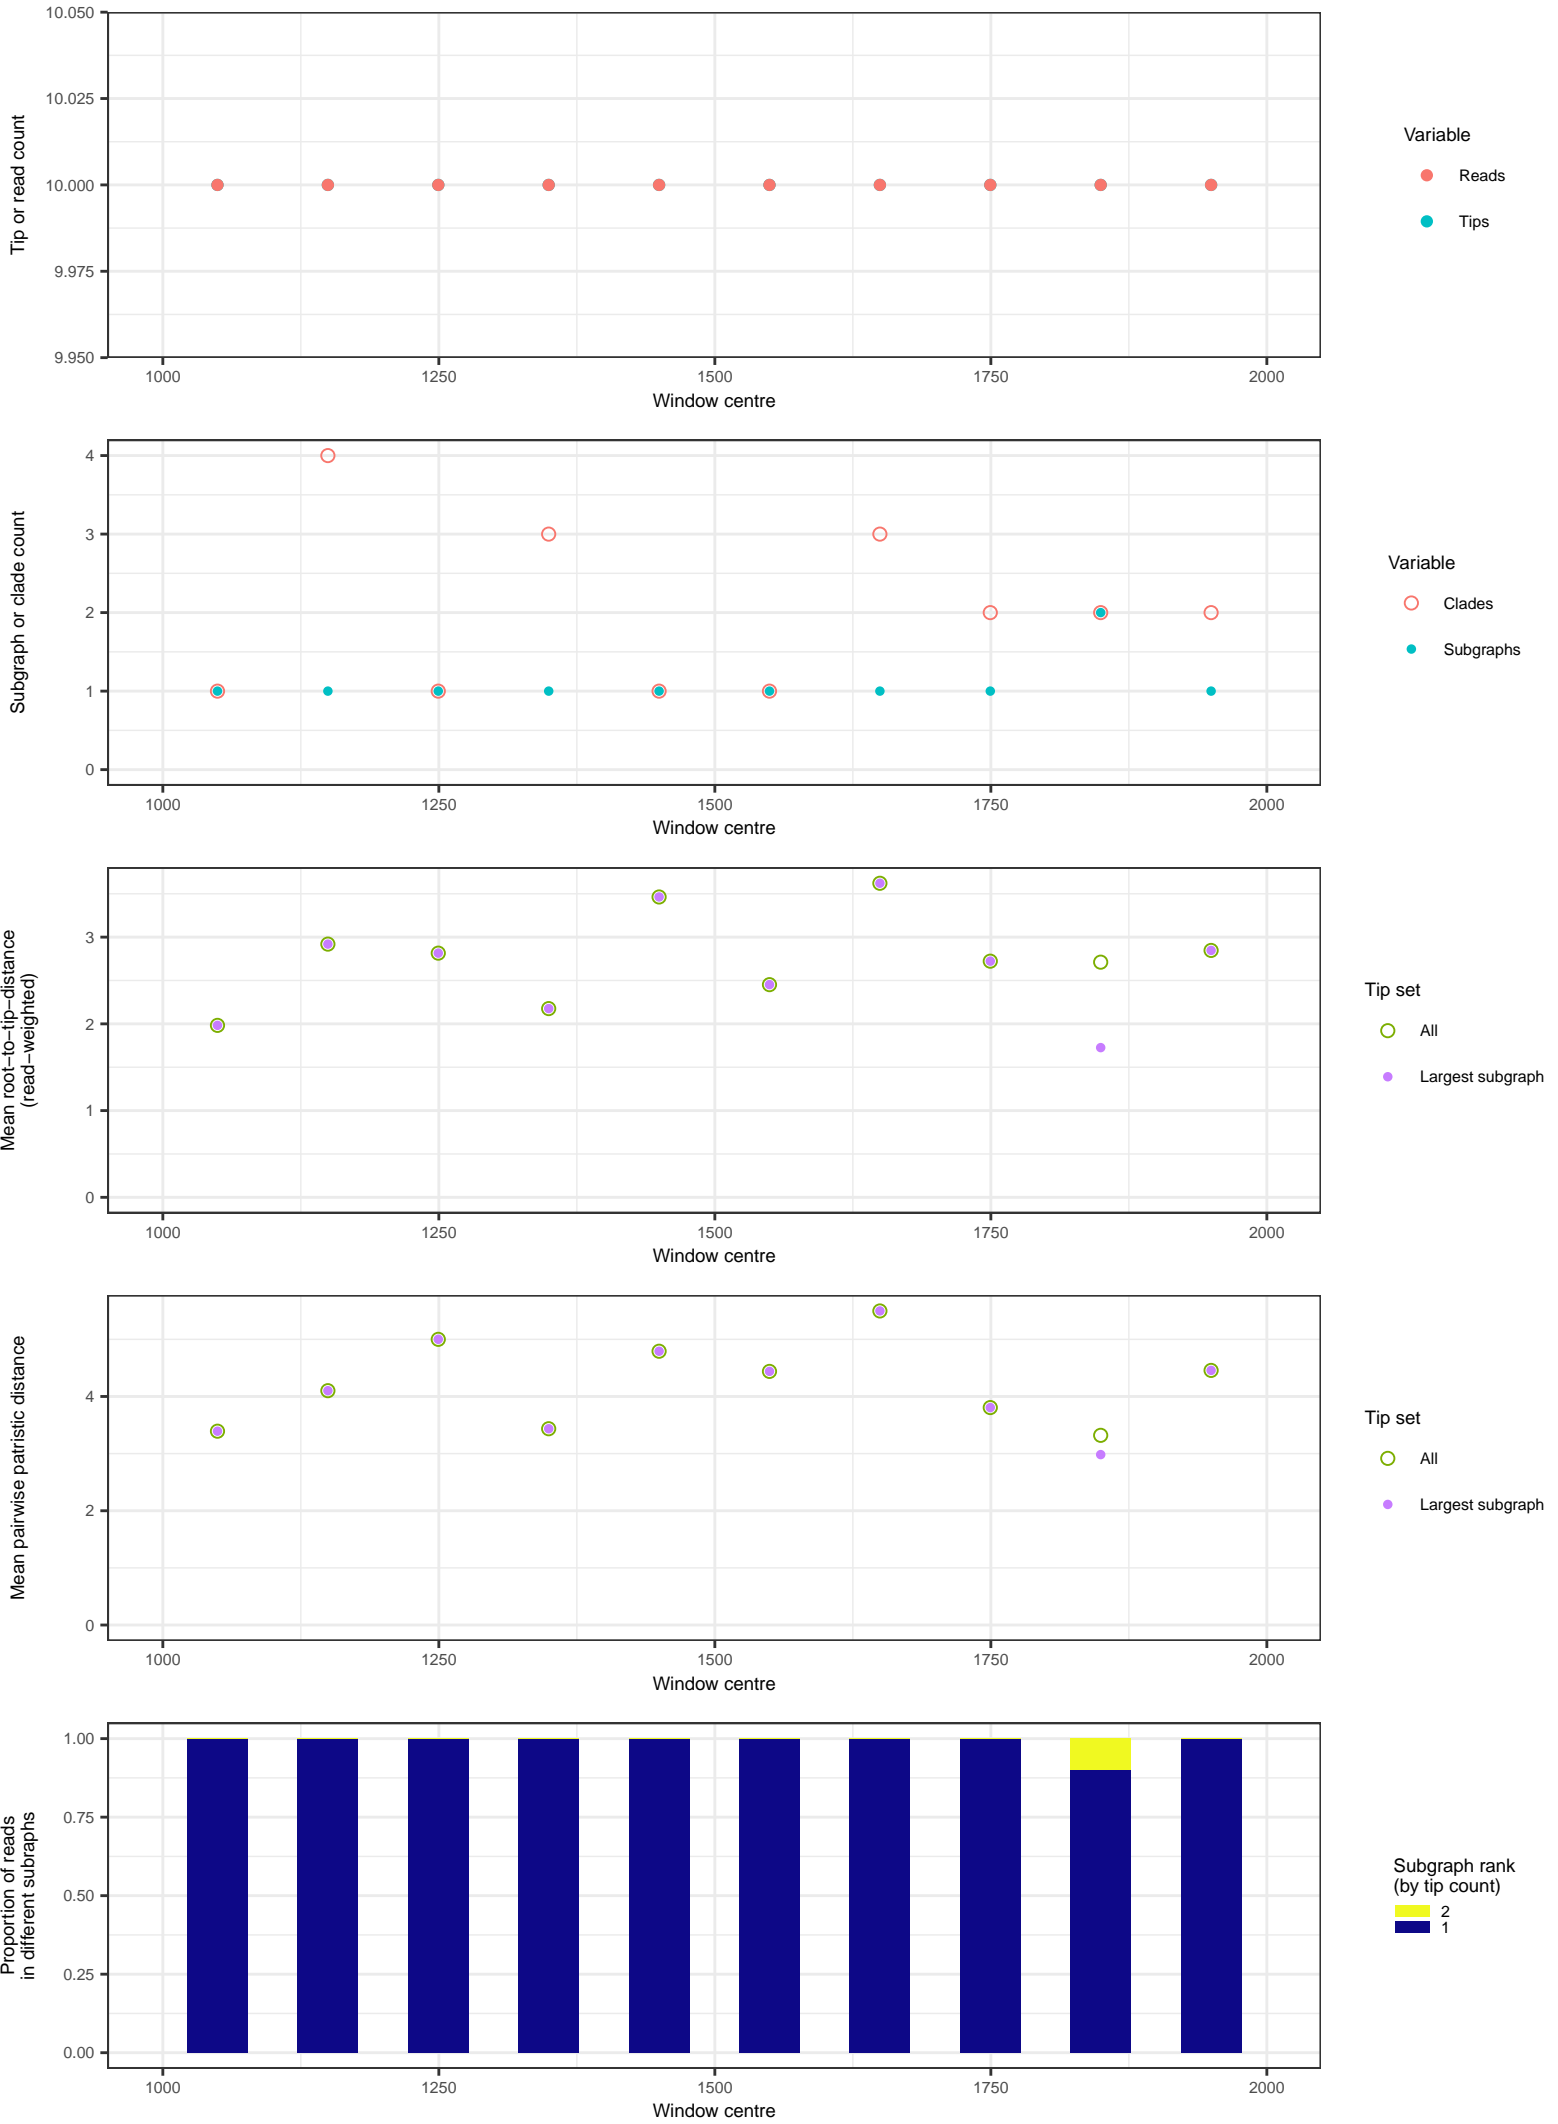 10.050
10.025
10.000
9.975
9.950
Tip or read count
1000 1250 1500 1750 2000
Window centre
Variable
Reads
Tips
4
3
2
1
0
Subgraph or clade count
1000 1250 1500 1750 2000
Window centre
Variable
Clades
Subgraphs
3
2
1
0
Mean root−to−tip−distance
(read−weighted)
1000 1250 1500 1750 2000
Window centre
Tip set
All
Largest subgraph
4
2
0
Mean pairwise patristic distance
1000 1250 1500 1750 2000
Window centre
Tip set
All
Largest subgraph
1.00
0.75
0.50
0.25
0.00
Proportion of reads
in different subraphs
1000 1250 1500 1750 2000
Window centre
Subgraph rank
(by tip count)
2
1